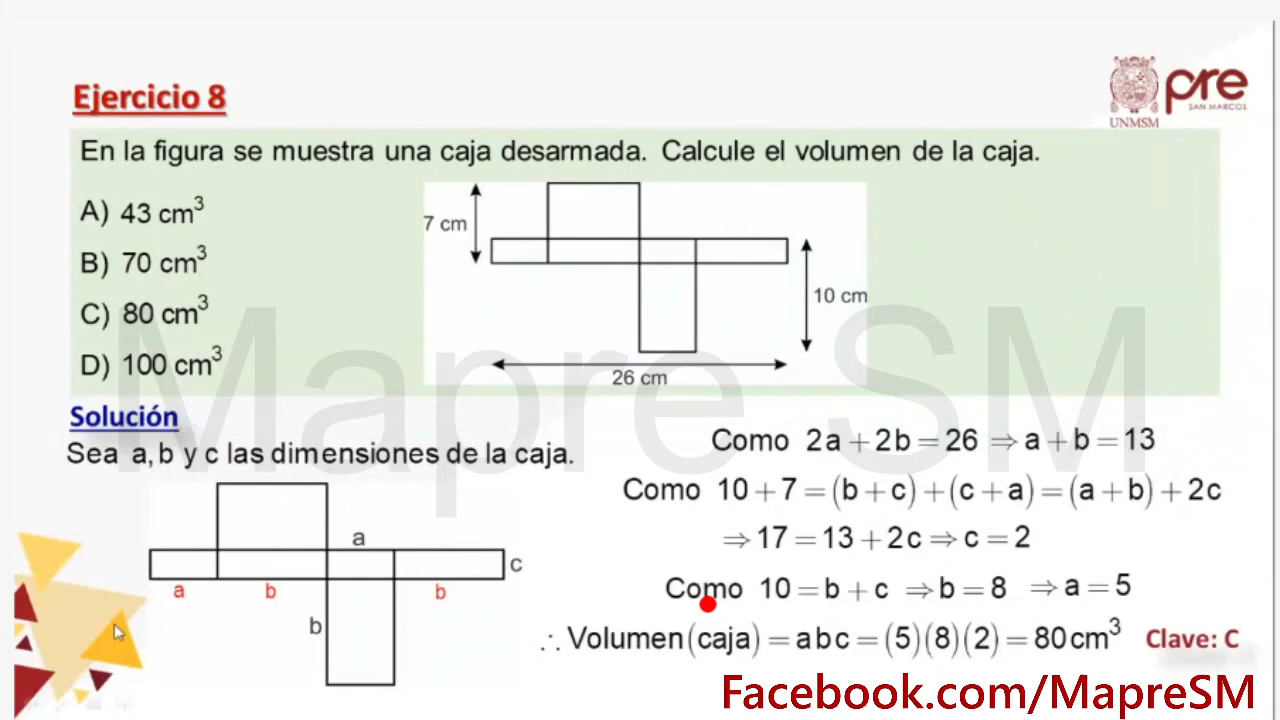 Ejercicio 8
pre
SAN MARCOS
UNMSM
En la figura se muestra una caja desarmada. Calcule el volumen de la caja.
A) 43 cm³
B) 70 cm³
C) 80 cm³
D) 100 cm³
7 cm
10 cm
26 cm
Mapre SM
Solución
Sea a, b y c las dimensiones de la caja.
a
c
a b b
b
Como 2a + 2b = 26 ⇒ a + b = 13
Como 10 + 7 = (b + c) + (c + a) = (a + b) + 2c
⇒ 17 = 13 + 2c ⇒ c = 2
Como 10 = b + c ⇒ b = 8 ⇒ a = 5
∴ Volumen (caja) = a b c = (5)(8)(2) = 80 cm³ Clave: C
Facebook.com/MapreSM